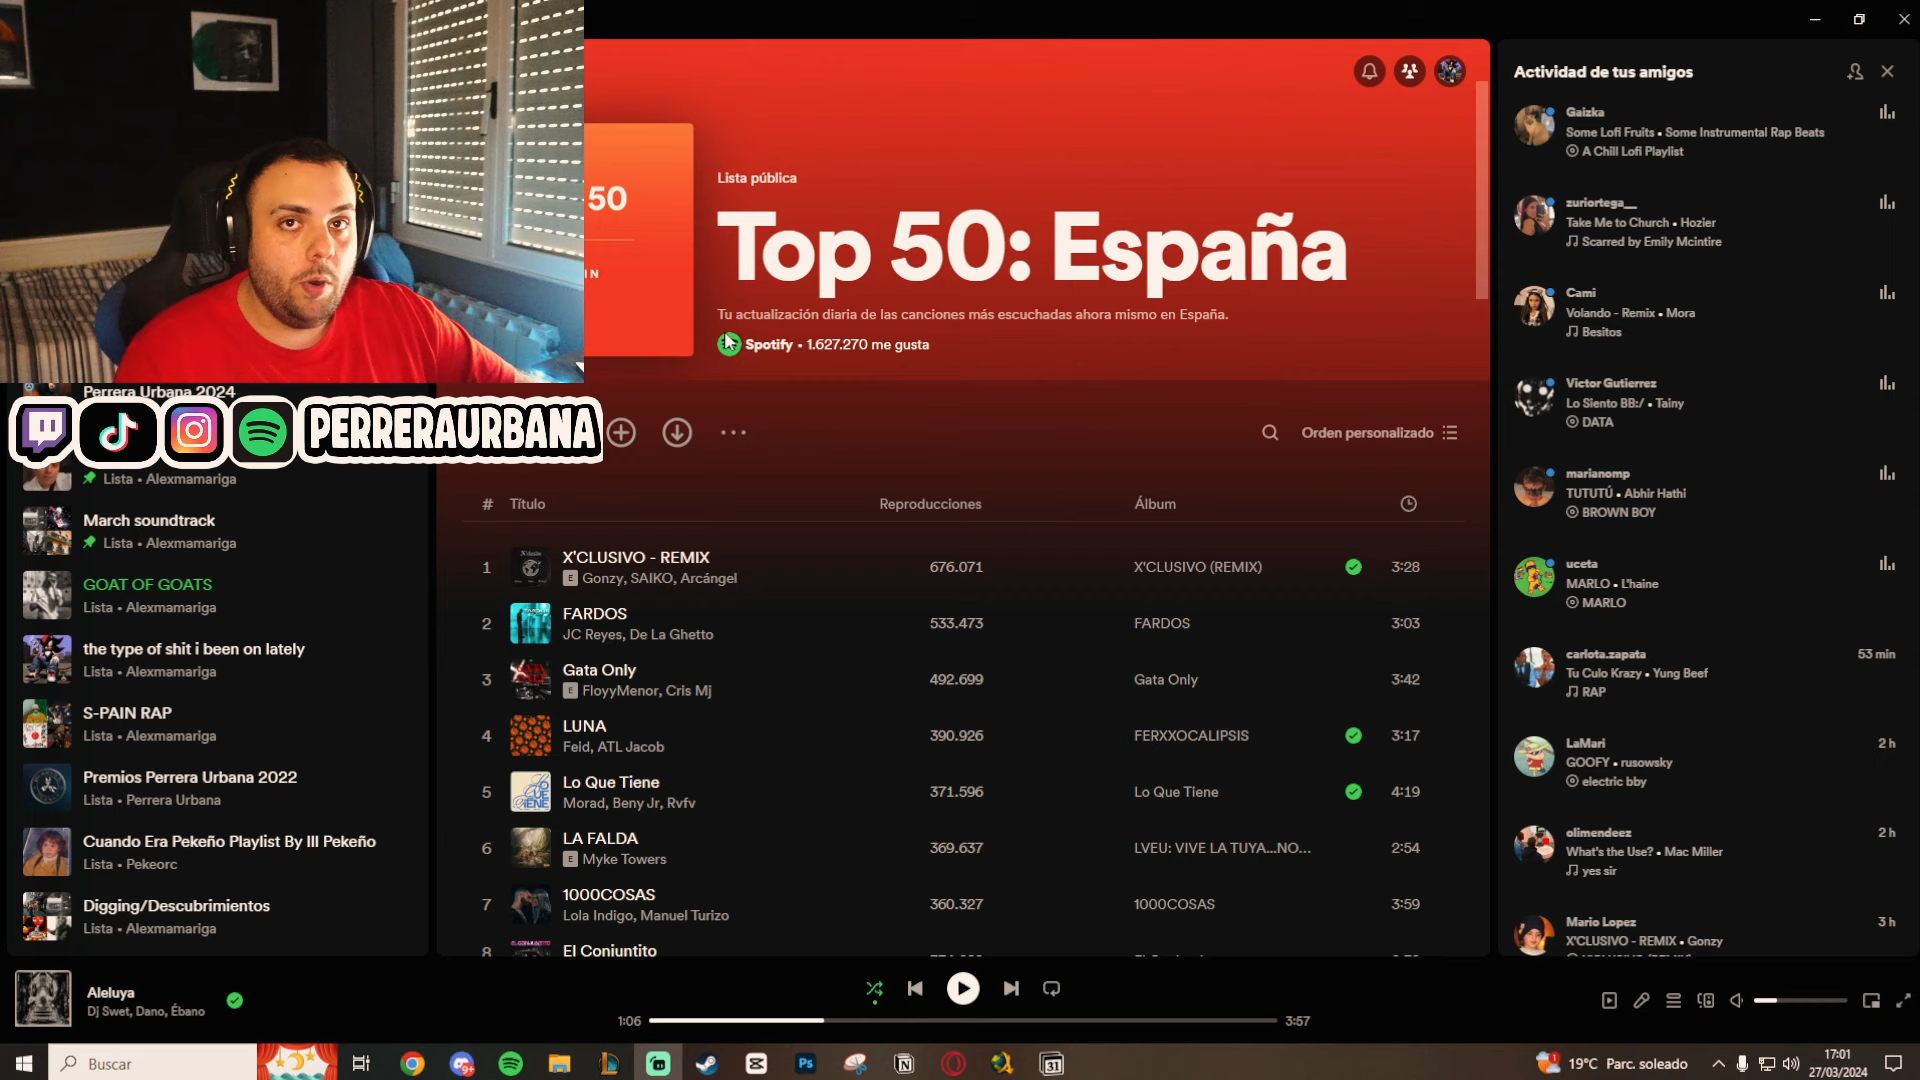 50
IN
Lista pública
Top 50: España
Tu actualización diaria de las canciones más escuchadas ahora mismo en España.
Spotify • 1.627.270 me gusta
Orden personalizado
# Título Reproducciones Álbum
1 X'CLUSIVO - REMIX 676.071 X'CLUSIVO (REMIX) 3:28
E Gonzy, SAIKO, Arcángel
2 FARDOS 533.473 FARDOS 3:03
JC Reyes, De La Ghetto
3 Gata Only 492.699 Gata Only 3:42
E FloyyMenor, Cris Mj
4 LUNA 390.926 FERXXOCALIPSIS 3:17
Feid, ATL Jacob
5 Lo Que Tiene 371.596 Lo Que Tiene 4:19
Morad, Beny Jr, Rvfv
6 LA FALDA 369.637 LVEU: VIVE LA TUYA...NO... 2:54
E Myke Towers
7 1000COSAS 360.327 1000COSAS 3:59
Lola Indigo, Manuel Turizo
8 El Conjuntito
Perrera Urbana 2024
PERRERAURBANA
Lista • Alexmamariga
March soundtrack
Lista • Alexmamariga
GOAT OF GOATS
Lista • Alexmamariga
the type of shit i been on lately
Lista • Alexmamariga
S-PAIN RAP
Lista • Alexmamariga
Premios Perrera Urbana 2022
Lista • Perrera Urbana
Cuando Era Pekeño Playlist By Ill Pekeño
Lista • Pekeorc
Digging/Descubrimientos
Lista • Alexmamariga
Actividad de tus amigos
Gaizka
Some Lofi Fruits • Some Instrumental Rap Beats
A Chill Lofi Playlist
zuriortega__
Take Me to Church • Hozier
Scarred by Emily Mcintire
Cami
Volando - Remix • Mora
Besitos
Victor Gutierrez
Lo Siento BB:/ • Tainy
DATA
marianomp
TUTUTÚ • Abhir Hathi
BROWN BOY
uceta
MARLO • L'haine
MARLO
carlota.zapata 53 min
Tu Culo Krazy • Yung Beef
RAP
LaMari 2 h
GOOFY • rusowsky
electric bby
olimendeez 2 h
What's the Use? • Mac Miller
yes sir
Mario Lopez 3 h
X'CLUSIVO - REMIX • Gonzy
Aleluya
Dj Swet, Dano, Ébano
1:06 3:57
Buscar
9+
Ps
31
1
19°C Parc. soleado
17:01
27/03/2024